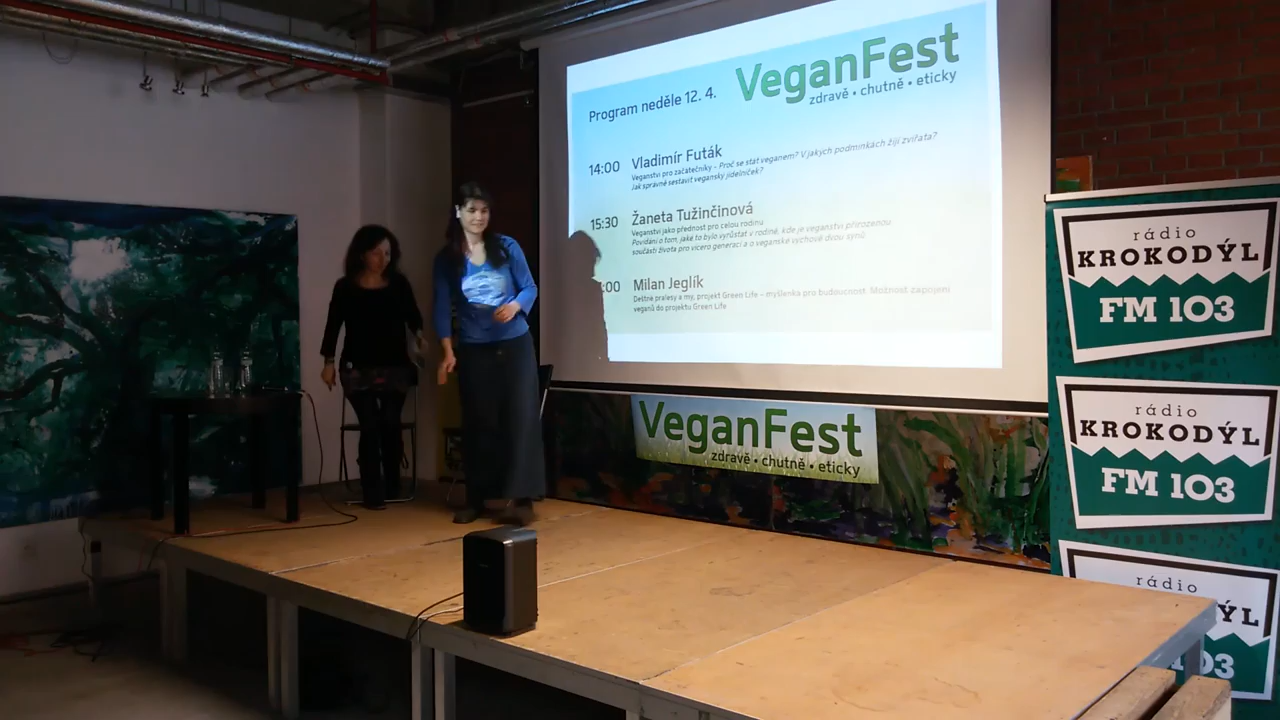 VeganFest
zdravě • chutně • eticky
Program neděle 12. 4.
14:00 Vladimír Futák
Veganství pro začátečníky – Proč se stát veganem? V jakých podmínkách žijí zvířata?
Jak správně sestavit veganský jídelníček?
15:30 Žaneta Tužinčinová
Veganství jako přednost pro celou rodinu
Povídání o tom, jaké to bylo vyrůstat v rodině, kde je veganství přirozenou
součástí života pro vícero generací a o veganské výchově dvou synů.
:00 Milan Jeglík
Deštné pralesy a my, projekt Green Life – myšlenka pro budoucnost. Možnost zapojení
veganů do projektu Green Life
VeganFest
zdravě • chutně • eticky
rádio
KROKODÝL
FM 103
rádio
KROKODÝL
FM 103
rádio
ÝL
03